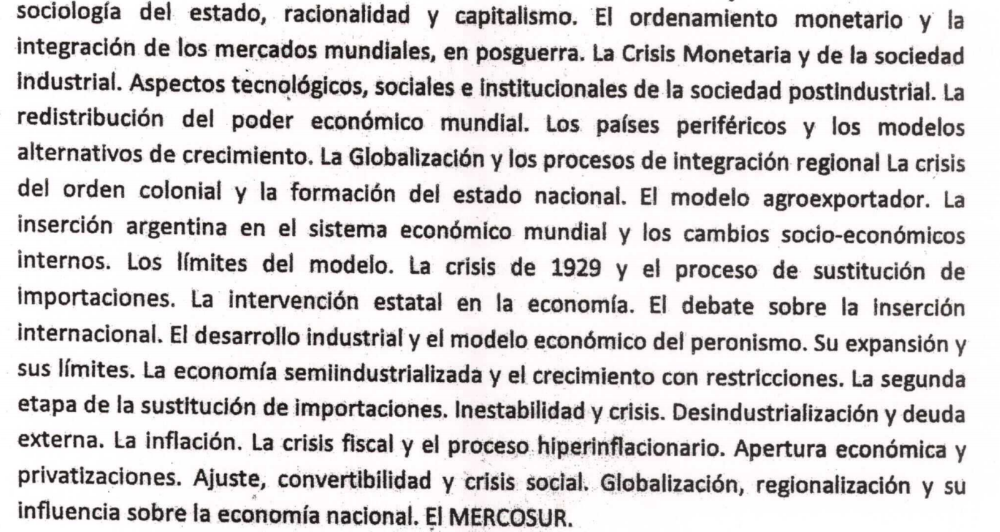 sociología del estado, racionalidad y capitalismo. El ordenamiento monetario y la
integración de los mercados mundiales, en posguerra. La Crisis Monetaria y de la sociedad
industrial. Aspectos tecnológicos, sociales e institucionales de la sociedad postindustrial. La
redistribución del poder económico mundial. Los países periféricos y los modelos
alternativos de crecimiento. La Globalización y los procesos de integración regional La crisis
del orden colonial y la formación del estado nacional. El modelo agroexportador. La
inserción argentina en el sistema económico mundial y los cambios socio-económicos
internos. Los límites del modelo. La crisis de 1929 y el proceso de sustitución de
importaciones. La intervención estatal en la economía. El debate sobre la inserción
internacional. El desarrollo industrial y el modelo económico del peronismo. Su expansión y
sus límites. La economía semiindustrializada y el crecimiento con restricciones. La segunda
etapa de la sustitución de importaciones. Inestabilidad y crisis. Desindustrialización y deuda
externa. La inflación. La crisis fiscal y el proceso hiperinflacionario. Apertura económica y
privatizaciones. Ajuste, convertibilidad y crisis social. Globalización, regionalización y su
influencia sobre la economía nacional. El MERCOSUR.